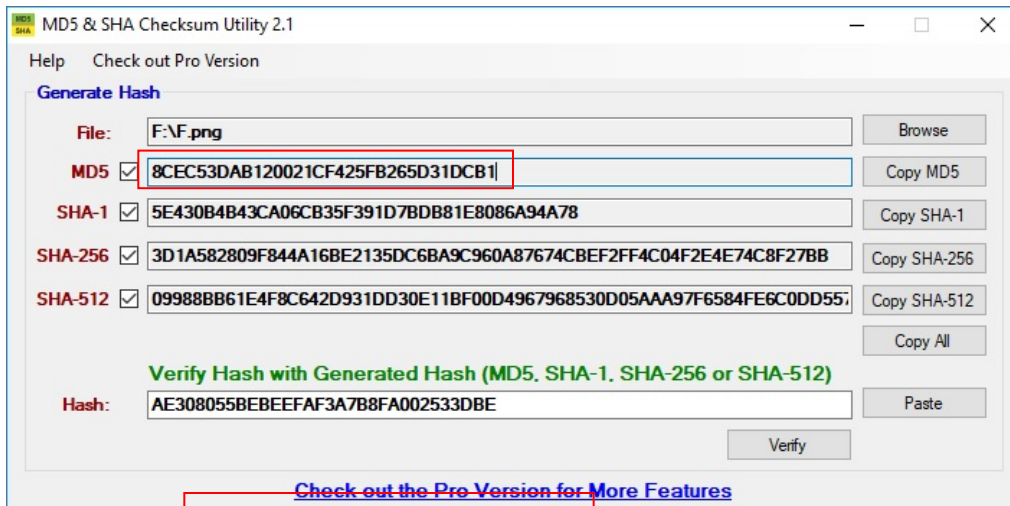 MD5 SHA MD5 & SHA Checksum Utility 2.1
Help Check out Pro Version
Generate Hash
File: F:\F.png Browse
MD5 8CEC53DAB120021CF425FB265D31DCB1 Copy MD5
SHA-1 5E430B4B43CA06CB35F391D7BDB81E8086A94A78 Copy SHA-1
SHA-256 3D1A582809F844A16BE2135DC6BA9C960A87674CBEF2FF4C04F2E4E74C8F27BB Copy SHA-256
SHA-512 09988BB61E4F8C642D931DD30E11BF00D4967968530D05AAA97F6584FE6C0DD557 Copy SHA-512
Copy All
Verify Hash with Generated Hash (MD5, SHA-1, SHA-256 or SHA-512)
Hash: AE308055BEBEEFAF3A7B8FA002533DBE Paste
Verify
Check out the Pro Version for More Features